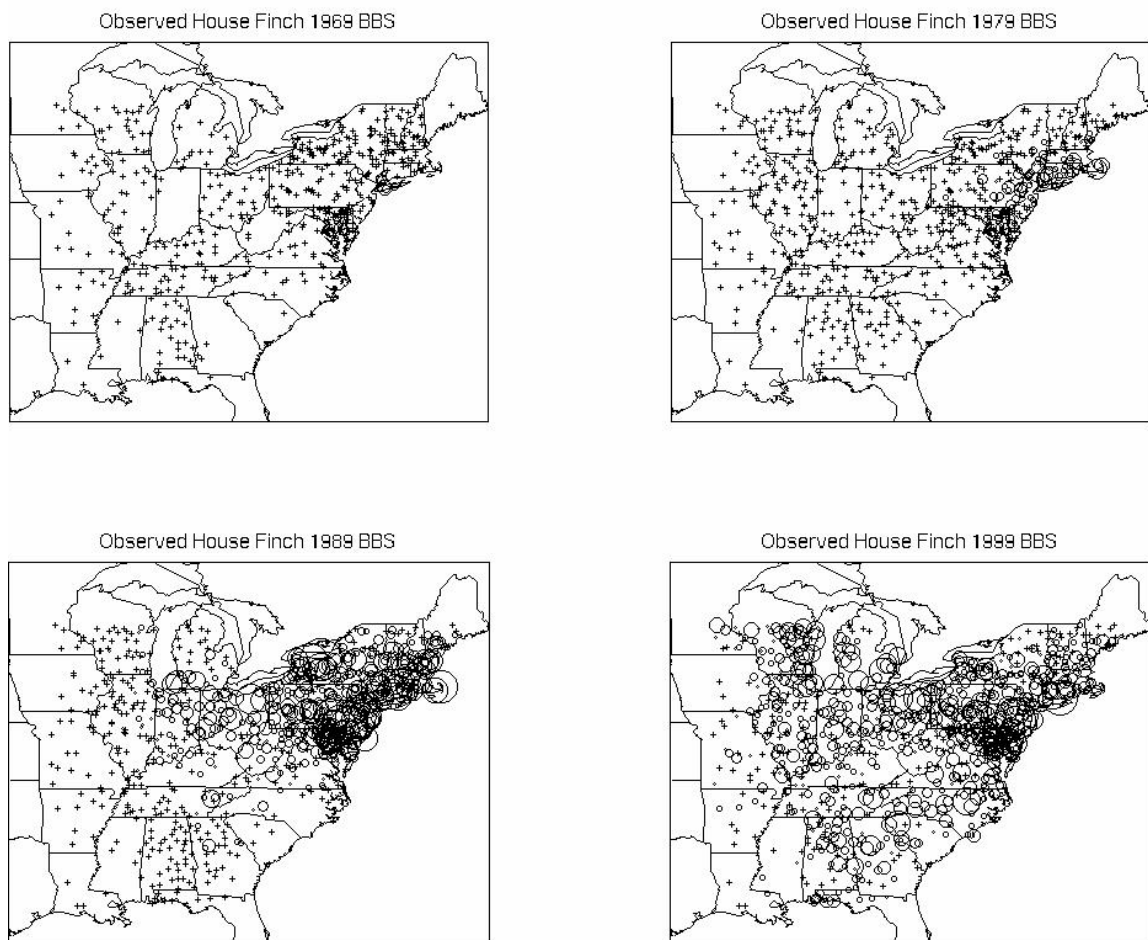 Observed House Finch 1969 BBS
Observed House Finch 1979 BBS
Observed House Finch 1989 BBS
Observed House Finch 1999 BBS